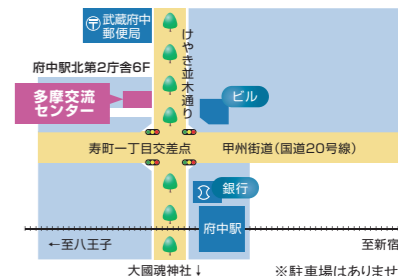 武蔵府中
郵便局
けやき並木通り
府中駅北第2庁舎6F
多摩交流
センター
ビル
寿町一丁目交差点
甲州街道(国道20号線)
銀行
府中駅
←至八王子
至新宿
大國魂神社↓
※駐車場はありませ